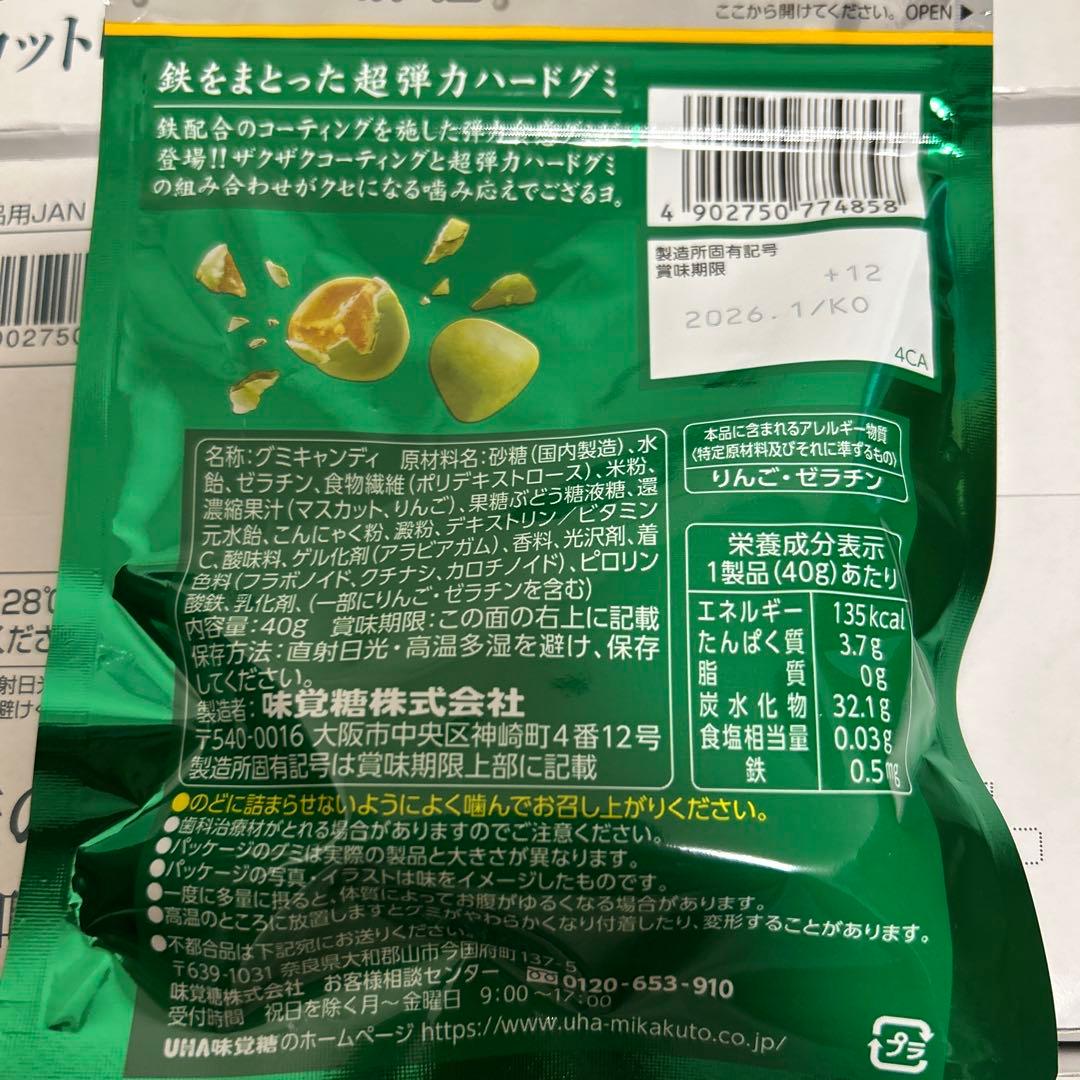 ここから開けてください。OPEN▶
カット
鉄をまとった超弾力ハードグミ
鉄配合のコーティングを施した
登場!!ザクザクコーティングと超弾力ハードグミ
の組み合わせがクセになる噛み応えでござるヨ。
4 902750 774858
製造所固有記号
賞味期限
+12
2026.1/KO
4CA
品用JAN
90275
名称:グミキャンディ 原材料名:砂糖(国内製造)、水
飴、ゼラチン、食物繊維(ポリデキストロース)、米粉、
濃縮果汁(マスカット、りんご)、果糖ぶどう糖液糖、還
元水飴、こんにゃく粉、澱粉、デキストリン/ビタミン
C、酸味料、ゲル化剤(アラビアガム)、香料、光沢剤、着
色料(フラボノイド、クチナシ、カロチノイド)、ピロリン
酸鉄、乳化剤、(一部にりんご・ゼラチンを含む)
内容量:40g 賞味期限:この面の右上に記載
保存方法:直射日光・高温多湿を避け、保存
してください。
製造者:味覚糖株式会社
〒540-0016 大阪市中央区神崎町4番12号
製造所固有記号は賞味期限上部に記載
本品に含まれるアレルギー物質
(特定原材料及びそれに準ずるもの)
りんご・ゼラチン
栄養成分表示
1製品(40g)あたり
エネルギー 135kcal
たんぱく質 3.7g
脂質 0g
炭水化物 32.1g
食塩相当量 0.03g
鉄 0.5mg
28℃
くださ
射日光
避け
●のどに詰まらせないようによく噛んでお召し上がりください。
●歯科治療材がとれる場合がありますのでご注意ください。
●パッケージのグミは実際の製品と大きさが異なります。
●パッケージの写真・イラストは味をイメージしたものです。
●一度に多量に摂ると、体質によってお腹がゆるくなる場合があります。
●高温のところに放置しますとグミがやわらかくなり付着したり、変形することがあります。
●不都合品は下記宛にお送りください。
〒639-1031 奈良県大和郡山市今国府町137-5
味覚糖株式会社 お客様相談センター 0120-653-910
受付時間 祝日を除く月〜金曜日 9:00〜17:00
UHA味覚糖のホームページ https://www.uha-mikakuto.co.jp/
プラ